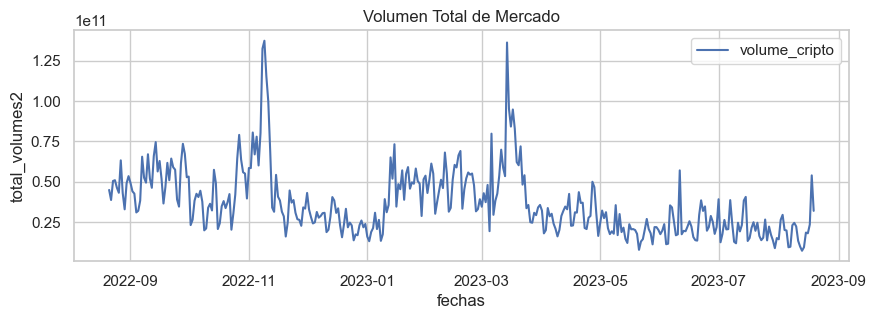 Volumen Total de Mercado
1e11
volume_cripto
total_volumes2
1.25
1.00
0.75
0.50
0.25
2022-09
2022-11
2023-01
2023-03
2023-05
2023-07
2023-09
fechas